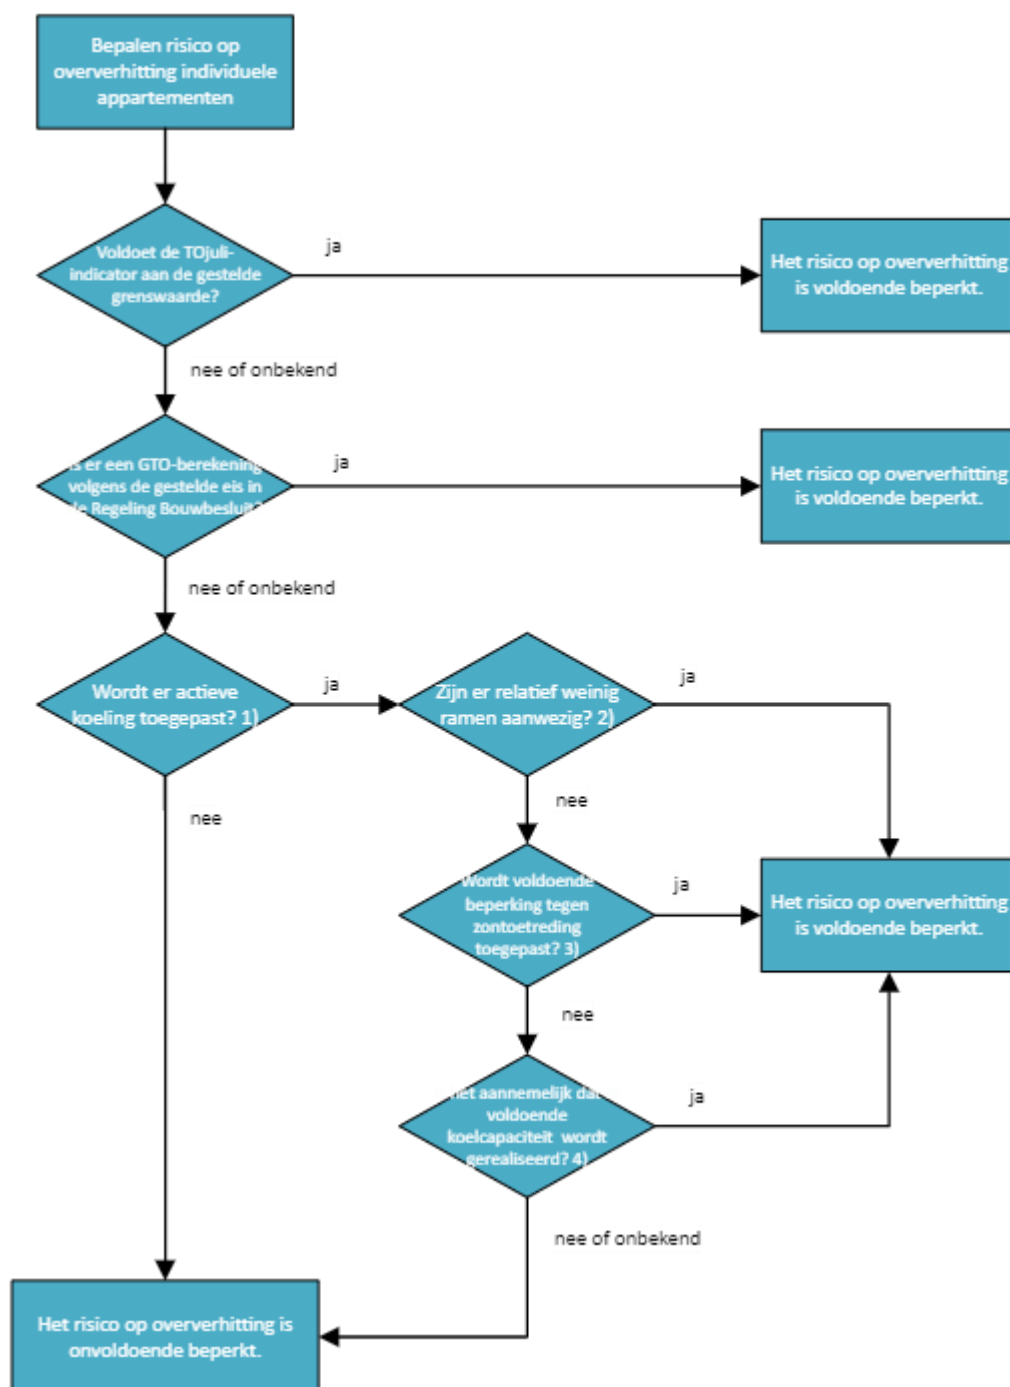 Bepalen risico op
oververhitting individuele
appartementen
Voldoet de TOjuli-
indicator aan de gestelde
grenswaarde?
ja
Het risico op oververhitting
is voldoende beperkt.
nee of onbekend
is er een GTO-berekening
volgens de gestelde eis in
de Regeling Bouwbesluit?
ja
Het risico op oververhitting
is voldoende beperkt.
nee of onbekend
Wordt er actieve
koeling toegepast? 1)
ja
Zijn er relatief weinig
ramen aanwezig? 2)
ja
nee
nee
Wordt voldoende
beperking tegen
zontoetreding
toegepast? 3)
ja
Het risico op oververhitting
is voldoende beperkt.
nee
het aannemelijk dat
voldoende
koelcapaciteit wordt
gerealiseerd? 4)
ja
nee of onbekend
Het risico op oververhitting is
onvoldoende beperkt.